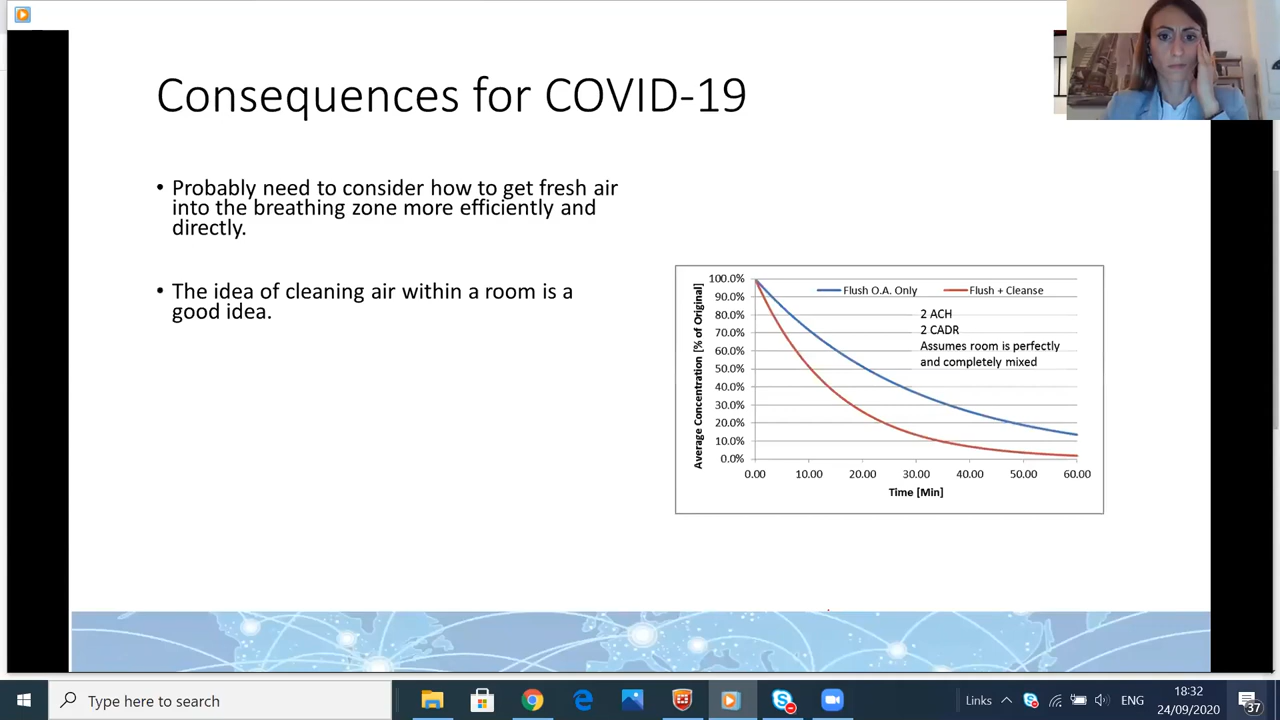 Consequences for COVID-19
• Probably need to consider how to get fresh air
into the breathing zone more efficiently and
directly.
• The idea of cleaning air within a room is a
good idea.
Average Concentration [% of Original]
100.0%
90.0%
80.0%
70.0%
60.0%
50.0%
40.0%
30.0%
20.0%
10.0%
0.0%
Flush O.A. Only
Flush + Cleanse
2 ACH
2 CADR
Assumes room is perfectly
and completely mixed
0.00 10.00 20.00 30.00 40.00 50.00 60.00
Time [Min]
Type here to search
Links
ENG
18:32
24/09/2020
37